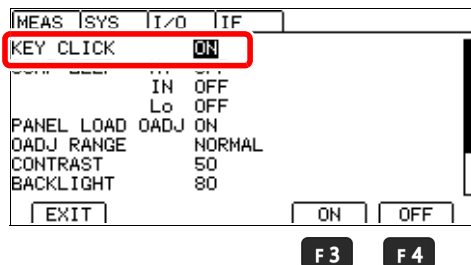 MEAS SYS I/O IF
KEY CLICK ON
IN OFF
Lo OFF
PANEL LOAD OADJ ON
OADJ RANGE NORMAL
CONTRAST 50
BACKLIGHT 80
EXIT ON OFF
F3 F4